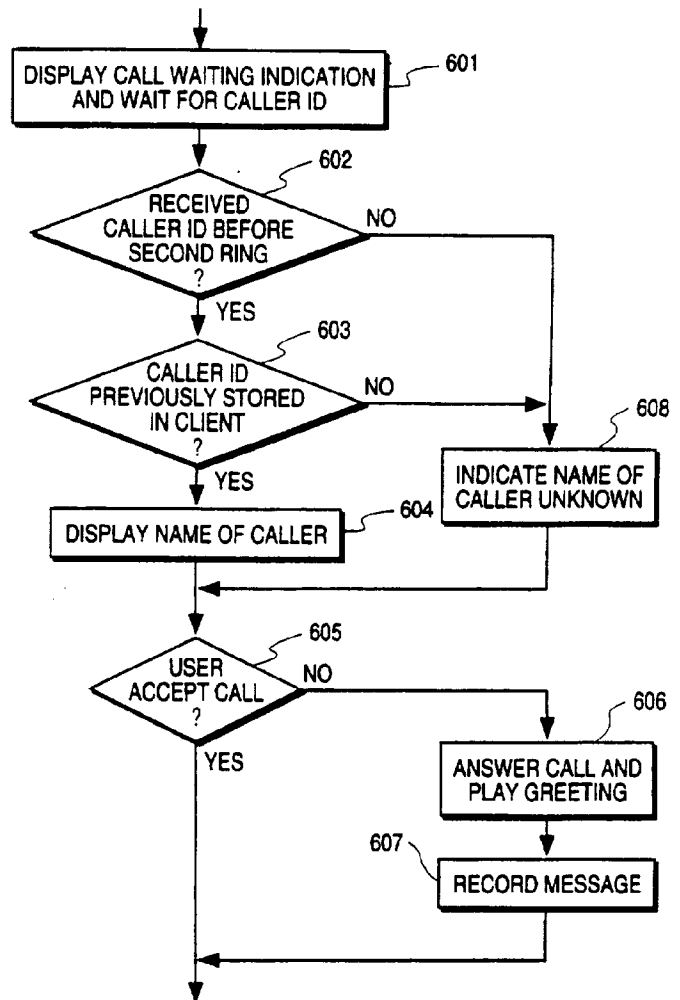 DISPLAY CALL WAITING INDICATION
AND WAIT FOR CALLER ID
601
602
RECEIVED
CALLER ID BEFORE
SECOND RING
?
NO
YES
603
CALLER ID
PREVIOUSLY STORED
IN CLIENT
?
NO
YES
608
INDICATE NAME OF
CALLER UNKNOWN
DISPLAY NAME OF CALLER
604
605
USER
ACCEPT CALL
?
NO
YES
606
ANSWER CALL AND
PLAY GREETING
607
RECORD MESSAGE